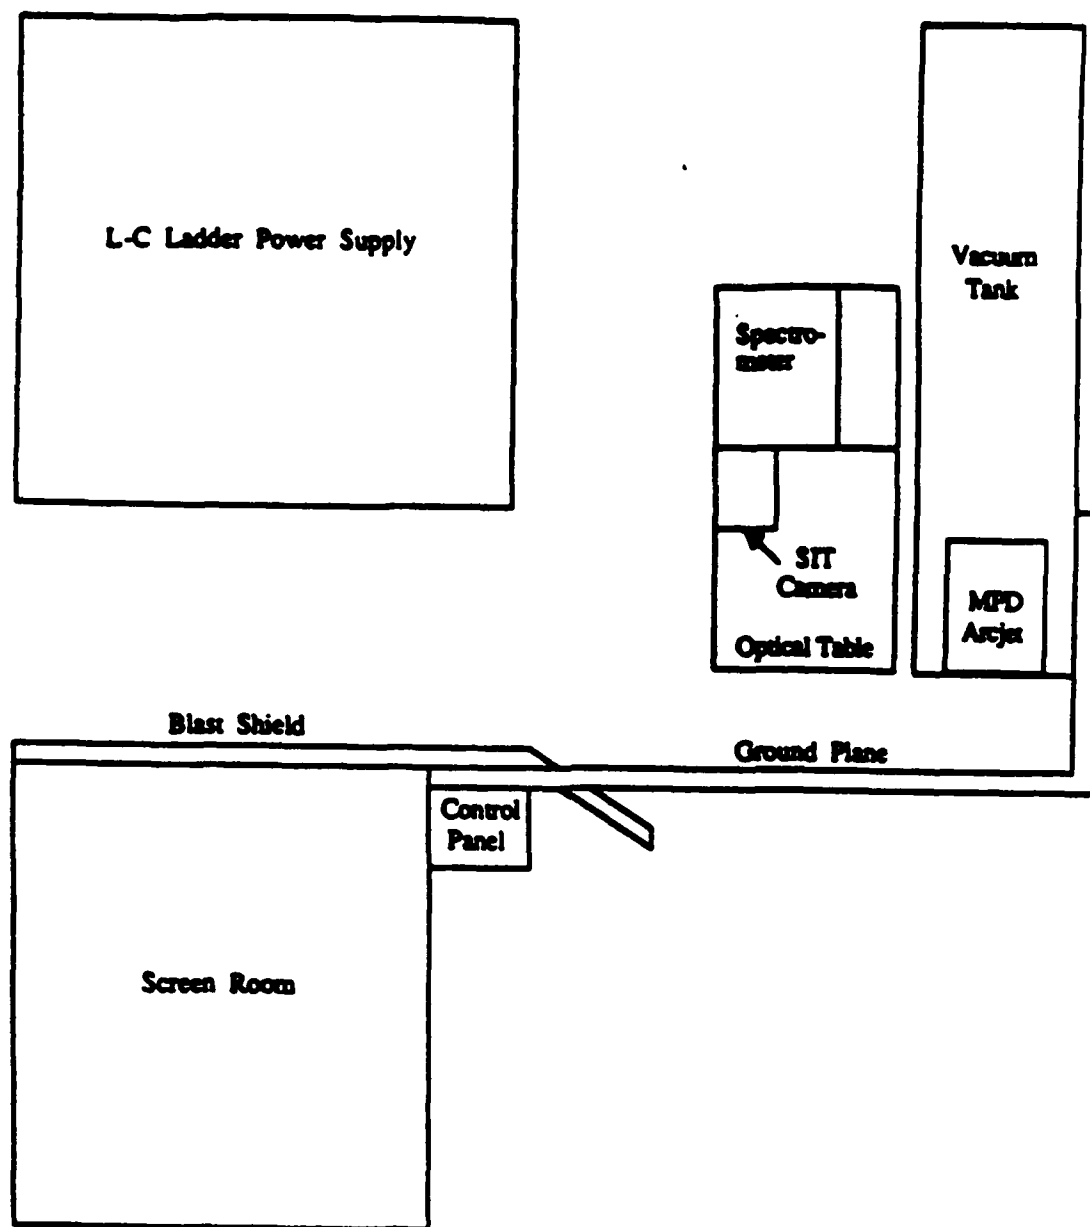 L-C Ladder Power Supply
Vacuum
Tank
Spectro-
meter
SIT
Camera
MPD
Arcjet
Optical Table
Blast Shield
Ground Plane
Control
Panel
Screen Room